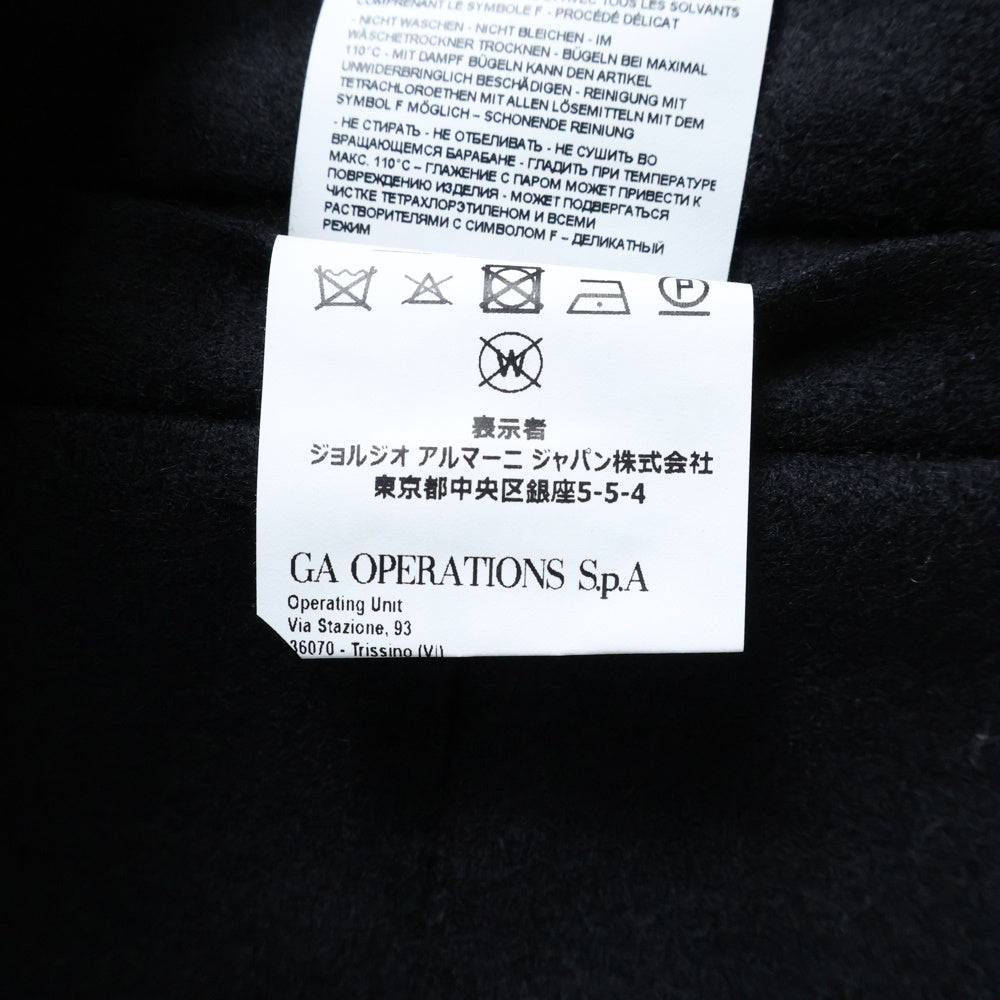 AVEC TOUS LES SOLVANTS
COMPRENANT LE SYMBOLE F - PROCÉDÉ DÉLICAT
- NICHT WASCHEN - NICHT BLEICHEN - IM
WÄSCHETROCKNER TROCKNEN - BÜGELN BEI MAXIMAL
110°C - MIT DAMPF BÜGELN KANN DEN ARTIKEL
UNWIDERBRINGLICH BESCHÄDIGEN - REINIGUNG MIT
TETRACHLOROETHEN MIT ALLEN LÖSEMITTELN MIT DEM
SYMBOL F MÖGLICH – SCHONENDE REINIUNG
- НЕ СТИРАТЬ - НЕ ОТБЕЛИВАТЬ - НЕ СУШИТЬ ВО
ВРАЩАЮЩЕМСЯ БАРАБАНЕ - ГЛАДИТЬ ПРИ ТЕМПЕРАТУРЕ
МАКС. 110°C – ГЛАЖЕНИЕ С ПАРОМ МОЖЕТ ПРИВЕСТИ К
ПОВРЕЖДЕНИЮ ИЗДЕЛИЯ - МОЖЕТ ПОДВЕРГАТЬСЯ
ЧИСТКЕ ТЕТРАХЛОРЭТИЛЕНОМ И ВСЕМИ
РАСТВОРИТЕЛЯМИ С СИМВОЛОМ F – ДЕЛИКАТНЫЙ
РЕЖИМ
P
W
表示者
ジョルジオ アルマーニ ジャパン株式会社
東京都中央区銀座5-5-4
GA OPERATIONS S.p.A
Operating Unit
Via Stazione, 93
36070 - Trissino (VI)